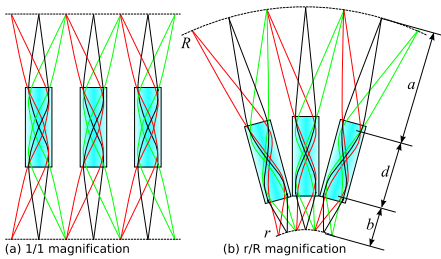 R
a
d
b
r
(a) 1/1 magnification
(b) r/R magnification